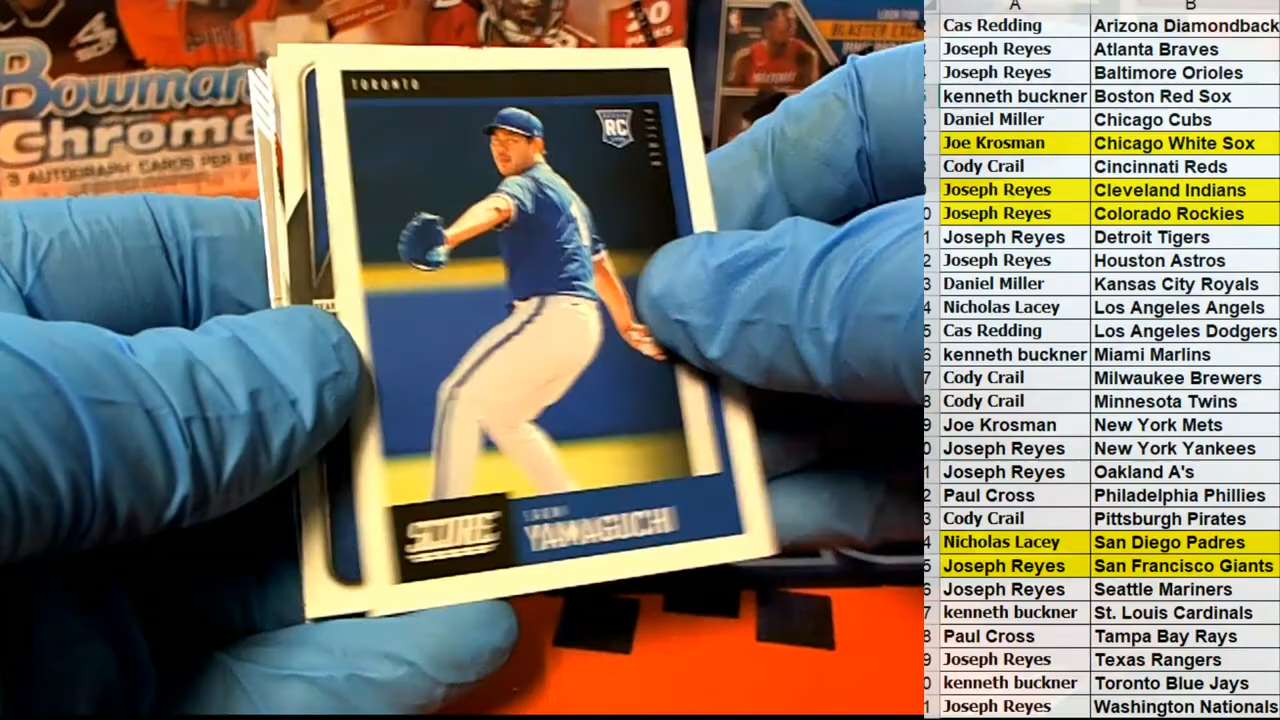 Bowman
Chrome
3 AUTOGRAPH CARDS PER
TORONTO
RC
PITCHER
SCORE
YAMAGUCHI
BLASTER
A B
Cas Redding Arizona Diamondback
Joseph Reyes Atlanta Braves
Joseph Reyes Baltimore Orioles
kenneth buckner Boston Red Sox
Daniel Miller Chicago Cubs
Joe Krosman Chicago White Sox
Cody Crail Cincinnati Reds
Joseph Reyes Cleveland Indians
Joseph Reyes Colorado Rockies
Joseph Reyes Detroit Tigers
Joseph Reyes Houston Astros
Daniel Miller Kansas City Royals
Nicholas Lacey Los Angeles Angels
Cas Redding Los Angeles Dodgers
kenneth buckner Miami Marlins
Cody Crail Milwaukee Brewers
Cody Crail Minnesota Twins
Joe Krosman New York Mets
Joseph Reyes New York Yankees
Joseph Reyes Oakland A's
Paul Cross Philadelphia Phillies
Cody Crail Pittsburgh Pirates
Nicholas Lacey San Diego Padres
Joseph Reyes San Francisco Giants
Joseph Reyes Seattle Mariners
kenneth buckner St. Louis Cardinals
Paul Cross Tampa Bay Rays
Joseph Reyes Texas Rangers
kenneth buckner Toronto Blue Jays
Joseph Reyes Washington Nationals